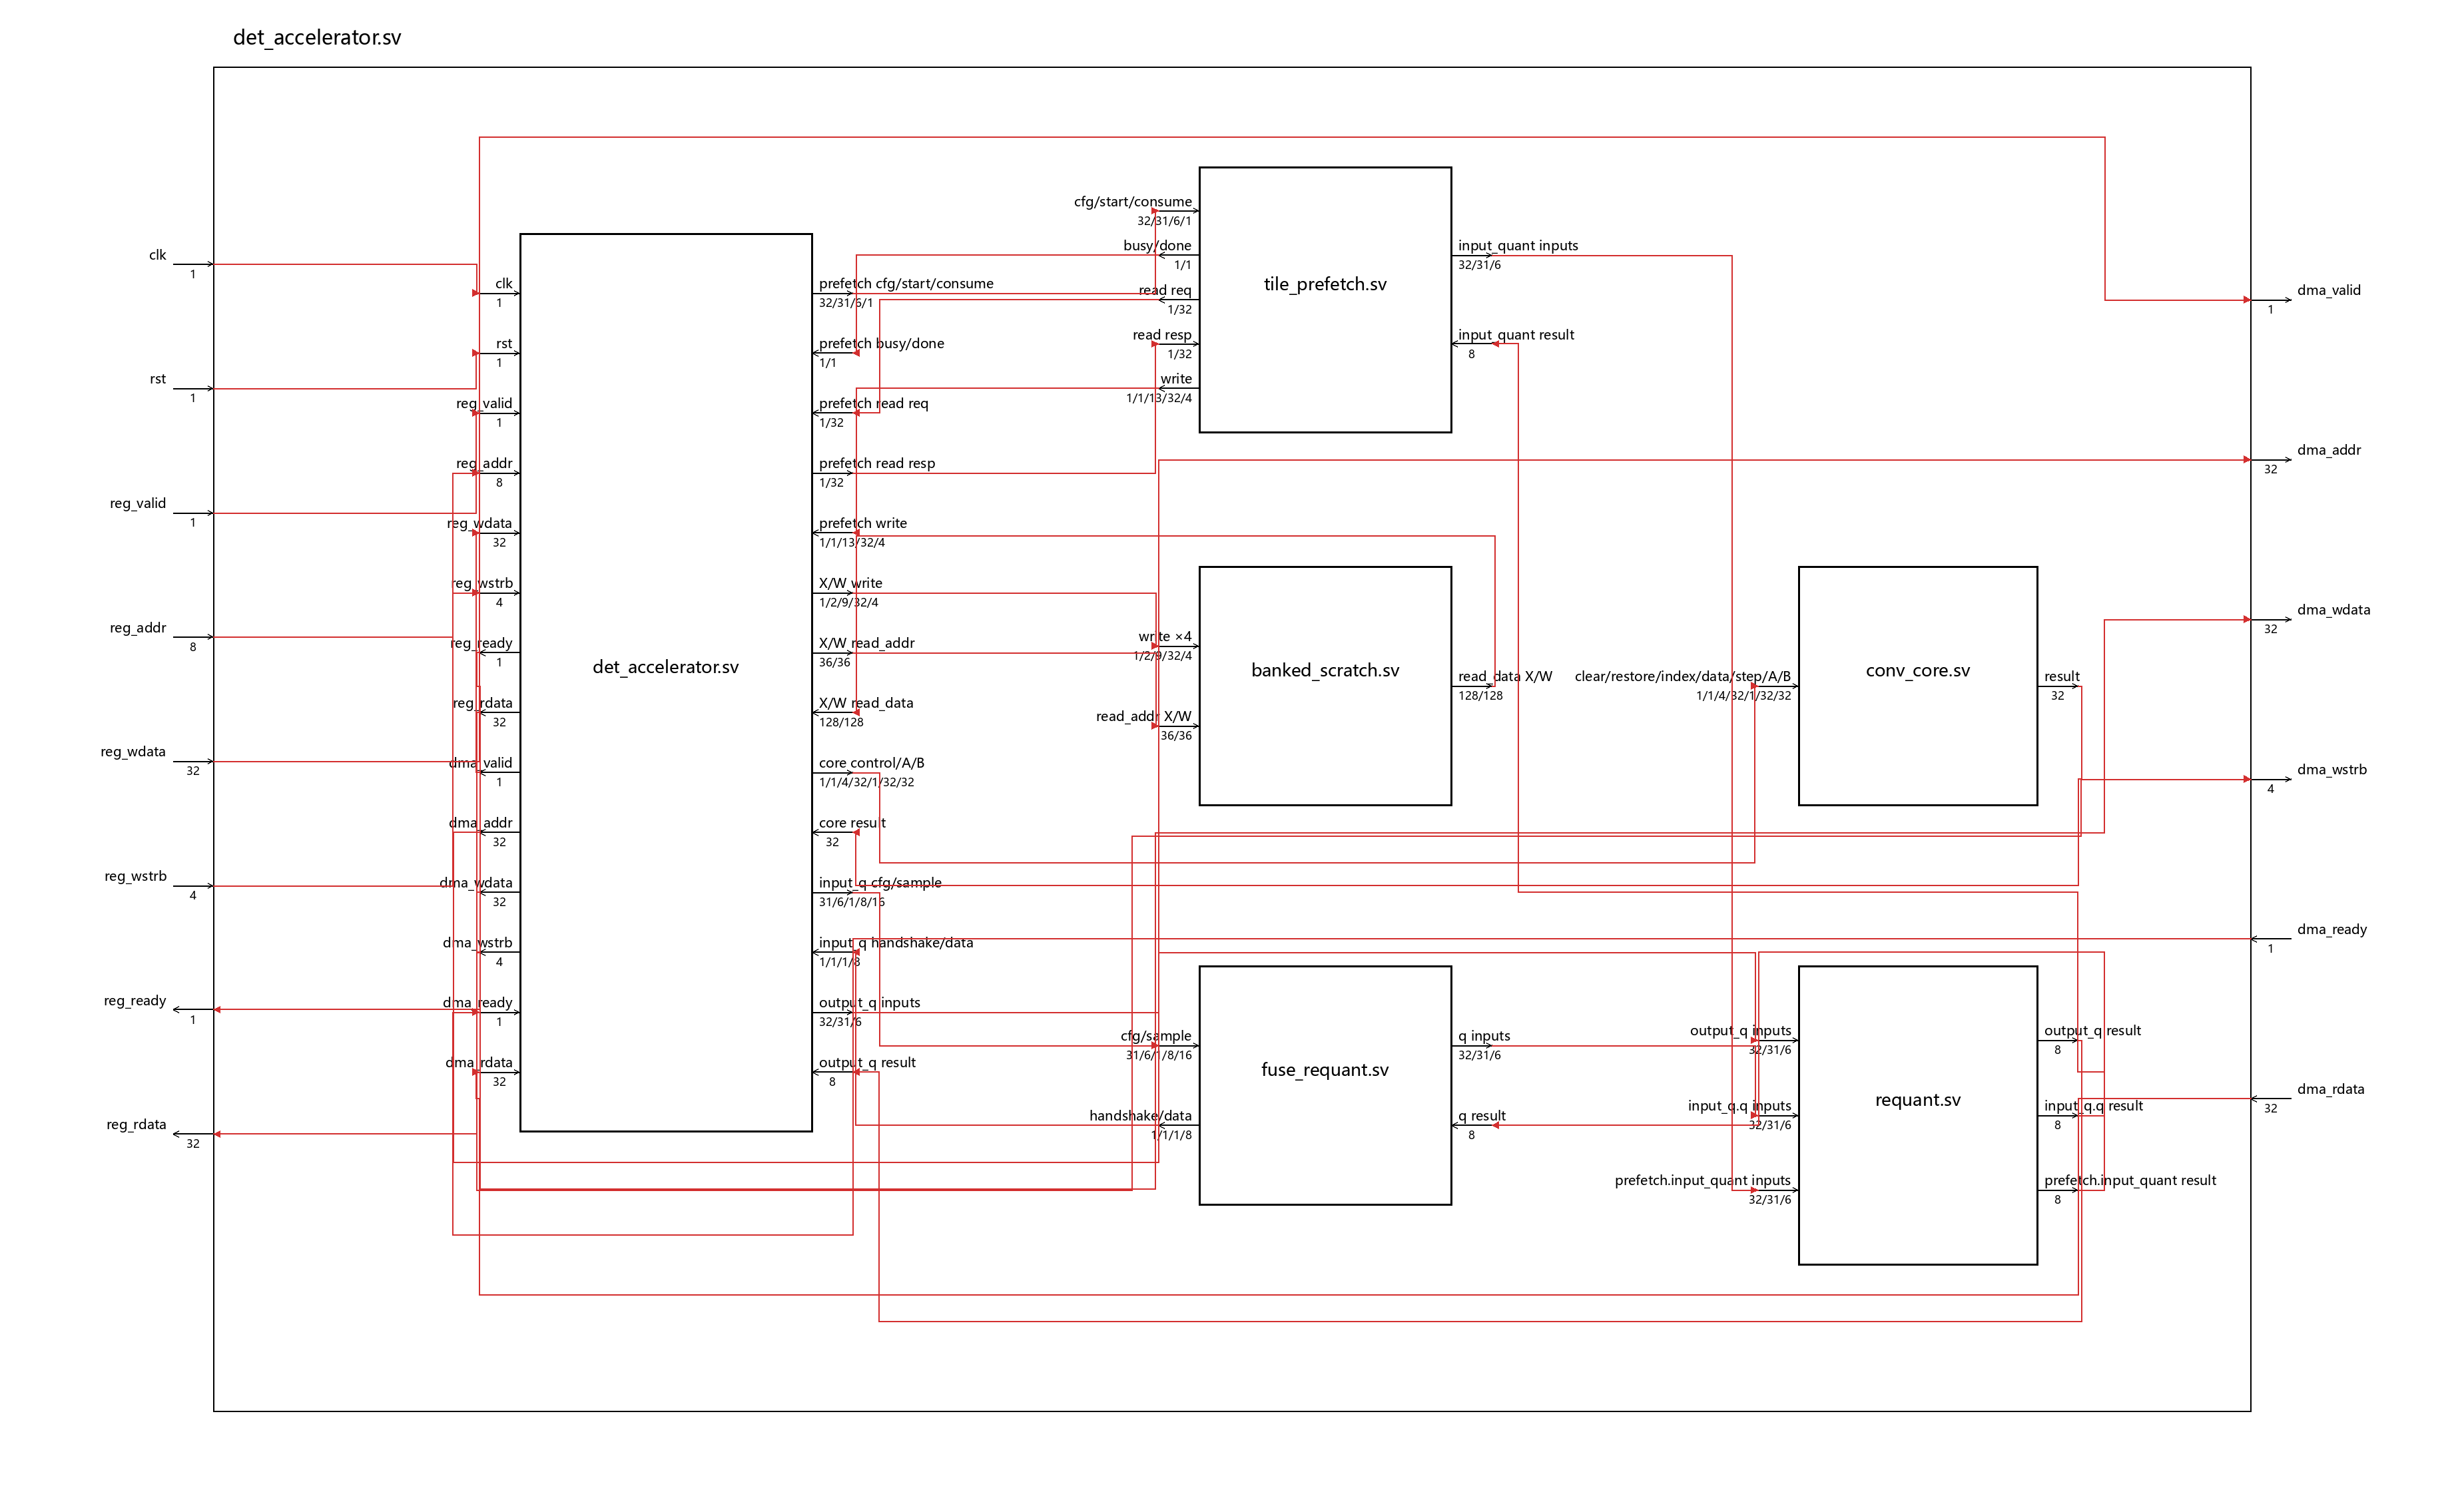 det_accelerator.sv
clk
1
rst
1
reg_valid
1
reg_addr
8
reg_wdata
32
reg_wstrb
4
reg_ready
1
reg_rdata
32
clk
1
rst
1
reg_valid
1
reg_addr
8
reg_wdata
32
reg_wstrb
4
reg_ready
1
reg_rdata
32
dma_valid
1
dma_addr
32
dma_wdata
32
dma_wstrb
4
dma_ready
1
dma_rdata
32
det_accelerator.sv
prefetch cfg/start/consume
32/31/6/1
prefetch busy/done
1/1
prefetch read req
1/32
prefetch read resp
1/32
prefetch write
1/1/13/32/4
X/W write
1/2/9/32/4
X/W read_addr
36/36
X/W read_data
128/128
core control/A/B
1/1/4/32/1/32/32
core result
32
input_q cfg/sample
31/6/1/8/16
input_q handshake/data
1/1/1/8
output_q inputs
32/31/6
output_q result
8
cfg/start/consume
32/31/6/1
busy/done
1/1
read req
1/32
read resp
1/32
write
1/1/13/32/4
tile_prefetch.sv
input_quant inputs
32/31/6
input_quant result
8
write ×4
1/2/9/32/4
read_addr X/W
36/36
banked_scratch.sv
read_data X/W
128/128
clear/restore/index/data/step/A/B
1/1/4/32/1/32/32
conv_core.sv
result
32
cfg/sample
31/6/1/8/16
handshake/data
1/1/1/8
fuse_requant.sv
q inputs
32/31/6
q result
8
output_q inputs
32/31/6
input_q.q inputs
32/31/6
prefetch.input_quant inputs
32/31/6
requant.sv
output_q result
8
input_q.q result
8
prefetch.input_quant result
8
dma_valid
1
dma_addr
32
dma_wdata
32
dma_wstrb
4
dma_ready
1
dma_rdata
32